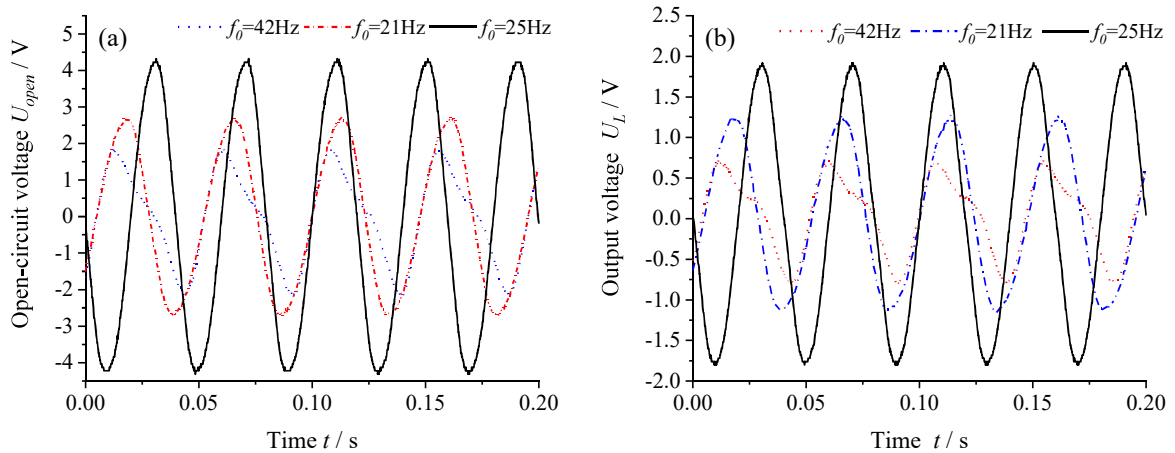 (a)
f0=42Hz f0=21Hz f0=25Hz
Open-circuit voltage Uopen / V
5
4
3
2
1
0
-1
-2
-3
-4
0.00 0.05 0.10 0.15 0.20
Time t / s
(b)
f0=42Hz f0=21Hz f0=25Hz
Output voltage UL / V
2.5
2.0
1.5
1.0
0.5
0.0
-0.5
-1.0
-1.5
-2.0
0.00 0.05 0.10 0.15 0.20
Time t / s